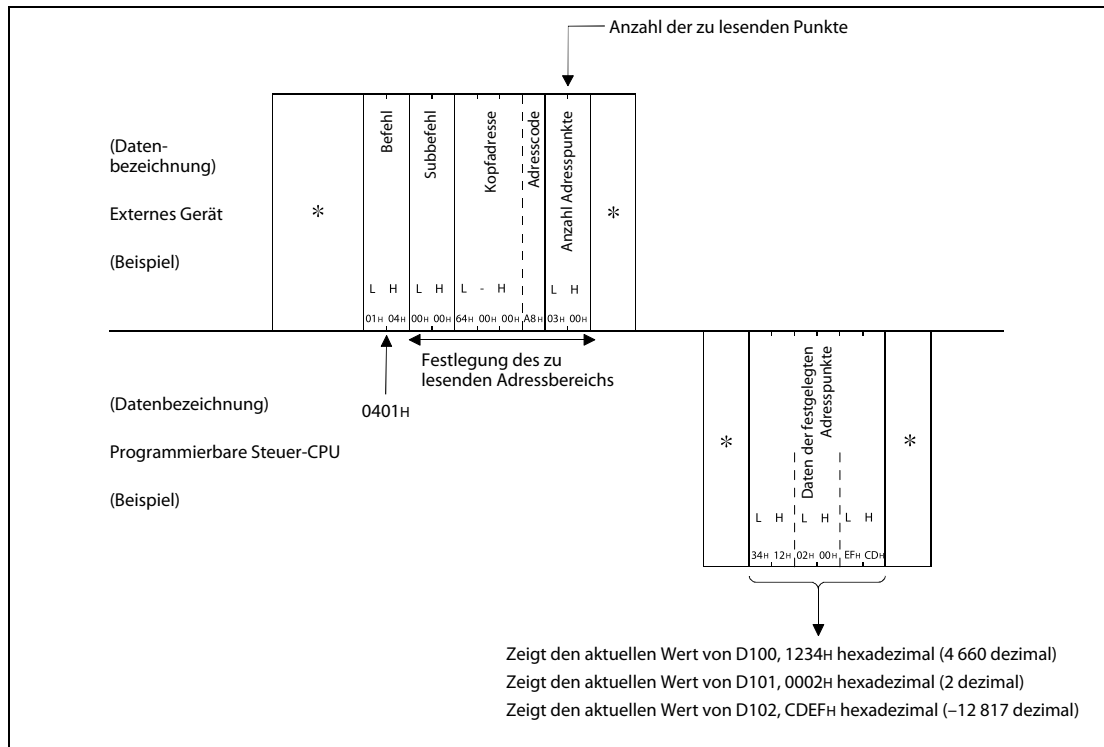 Anzahl der zu lesenden Punkte
(Daten-
bezeichnung)
Externes Gerät
(Beispiel)
*
Befehl
Subbefehl
Kopfadresse
Adresscode
Anzahl Adresspunkte
*
L H L H L - H L H
01H 04H 00H 00H 64H 00H 00H A8H 03H 00H
Festlegung des zu
lesenden Adressbereichs
0401H
(Datenbezeichnung)
Programmierbare Steuer-CPU
(Beispiel)
*
Daten der festgelegten
Adresspunkte
*
L H L H L H
34H 12H 02H 00H EFH CDH
Zeigt den aktuellen Wert von D100, 1234H hexadezimal (4 660 dezimal)
Zeigt den aktuellen Wert von D101, 0002H hexadezimal (2 dezimal)
Zeigt den aktuellen Wert von D102, CDEFH hexadezimal (–12 817 dezimal)